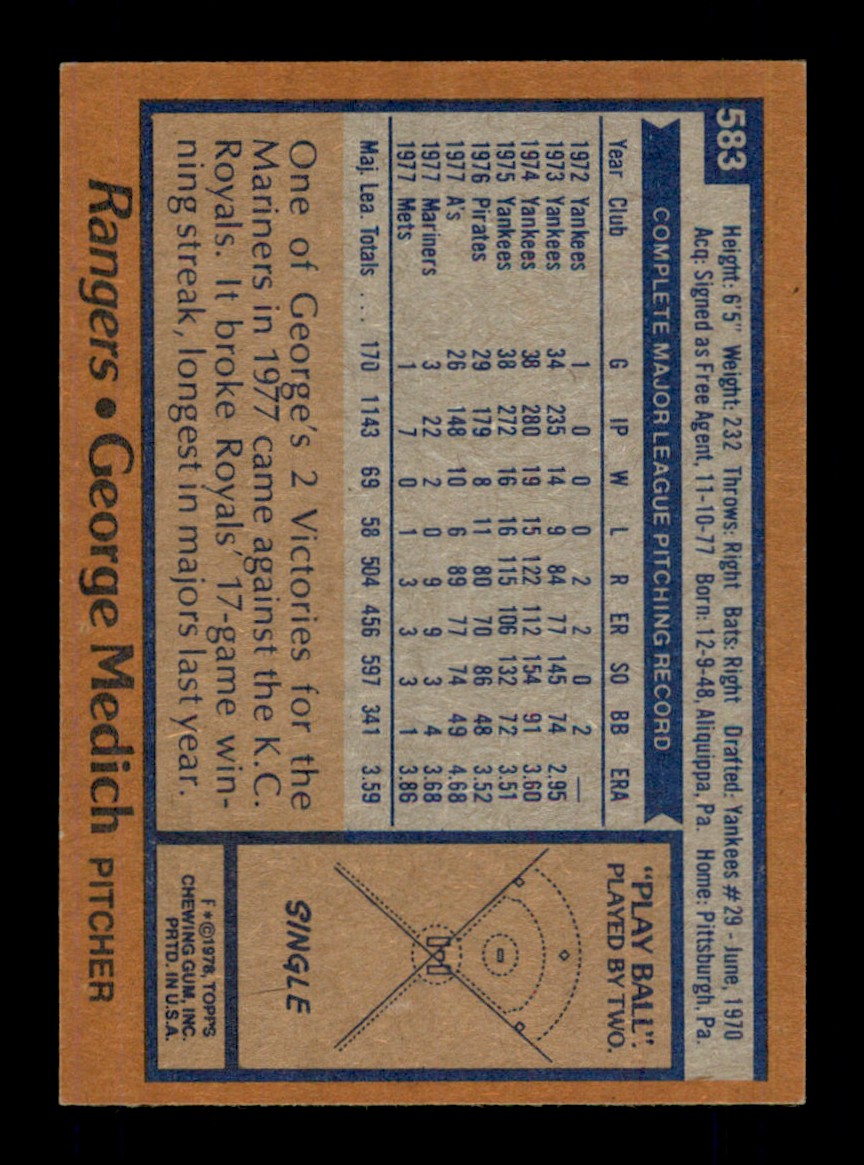 583
Height: 6'5" Weight: 232 Throws: Right Bats: Right Drafted: Yankees #29 - June, 1970
Acq: Signed as Free Agent, 11-10-77 Born: 12-9-48, Aliquippa, Pa. Home: Pittsburgh, Pa.
COMPLETE MAJOR LEAGUE PITCHING RECORD
Year Club G IP W L R ER SO BB ERA
1972 Yankees 1 0 0 0 2 2 0 2 —
1973 Yankees 34 235 14 9 84 77 145 74 2.95
1974 Yankees 38 280 19 15 122 112 154 91 3.60
1975 Yankees 38 272 16 16 115 106 132 72 3.51
1976 Pirates 29 179 8 11 80 70 86 48 3.52
1977 A's 26 148 10 6 89 77 74 49 4.68
1977 Mariners 3 22 2 0 9 9 3 4 3.68
1977 Mets 1 7 0 1 3 3 3 1 3.86
Maj. Lea. Totals .... 170 1143 69 58 504 456 597 341 3.59
One of George's 2 Victories for the
Mariners in 1977 came against the K.C.
Royals. It broke Royals' 17-game win-
ning streak, longest in majors last year.
"PLAY BALL"
PLAYED BY TWO.
SINGLE
F*©1978, TOPPS
CHEWING GUM, INC.
PRTD. IN U.S.A.
Rangers • George Medich PITCHER